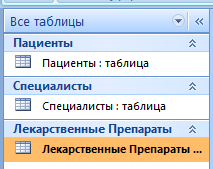 Все таблицы
Пациенты
Пациенты : таблица
Специалисты
Специалисты : таблица
Лекарственные Препараты
Лекарственные Препараты ...